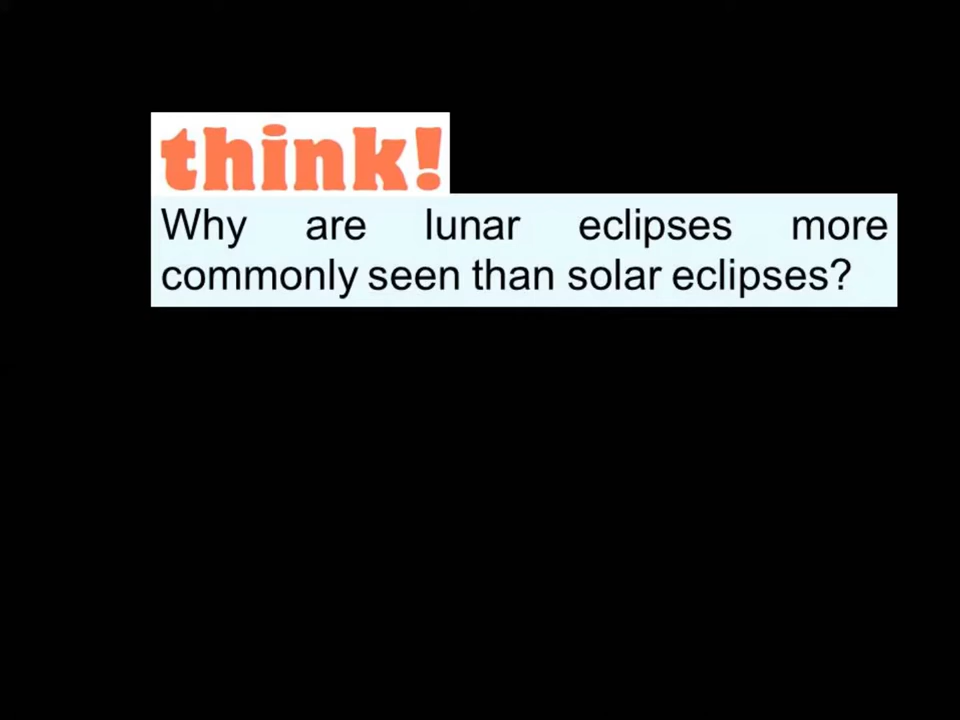 think!
Why are lunar eclipses more
commonly seen than solar eclipses?